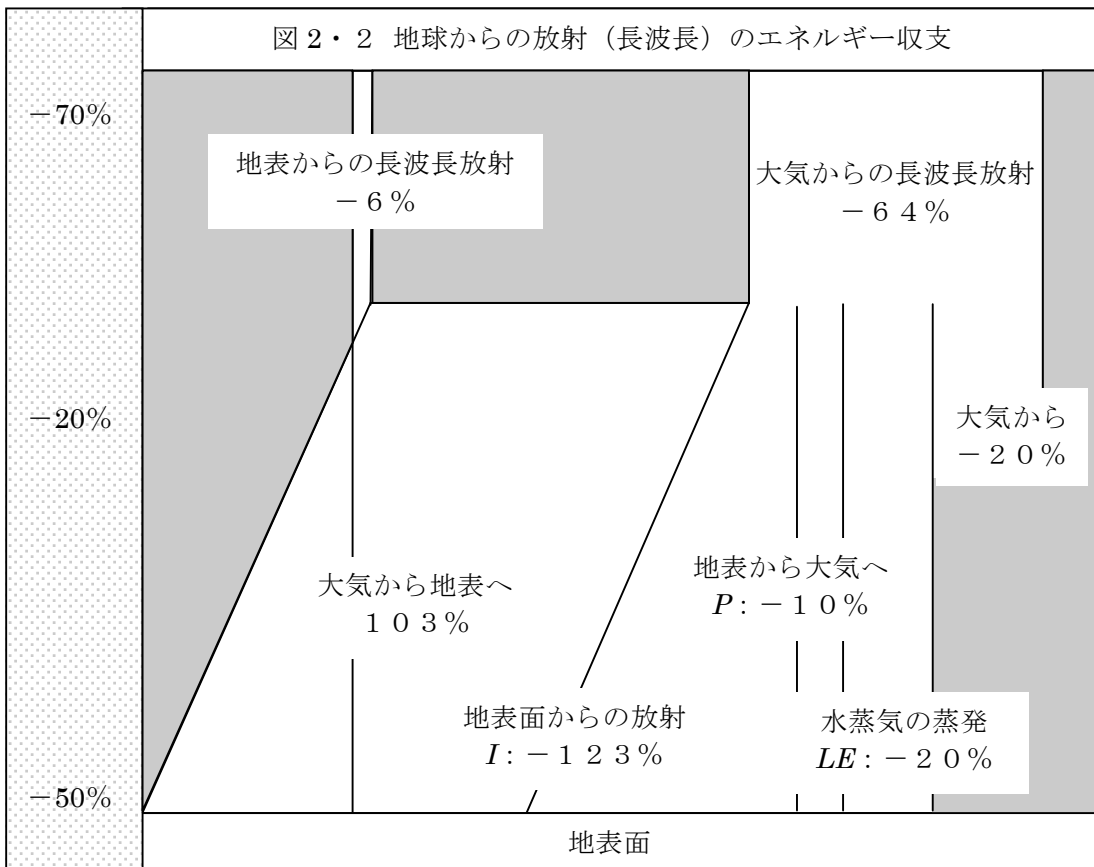 図2・２ 地球からの放射（長波長）のエネルギー収支
－70%
地表からの長波長放射
－６％
大気からの長波長放射
－６４％
－20%
大気から
－２０％
大気から地表へ
１０３％
地表から大気へ
P：－１０％
地表面からの放射
I：－１２３％
水蒸気の蒸発
LE：－２０％
－50%
地表面